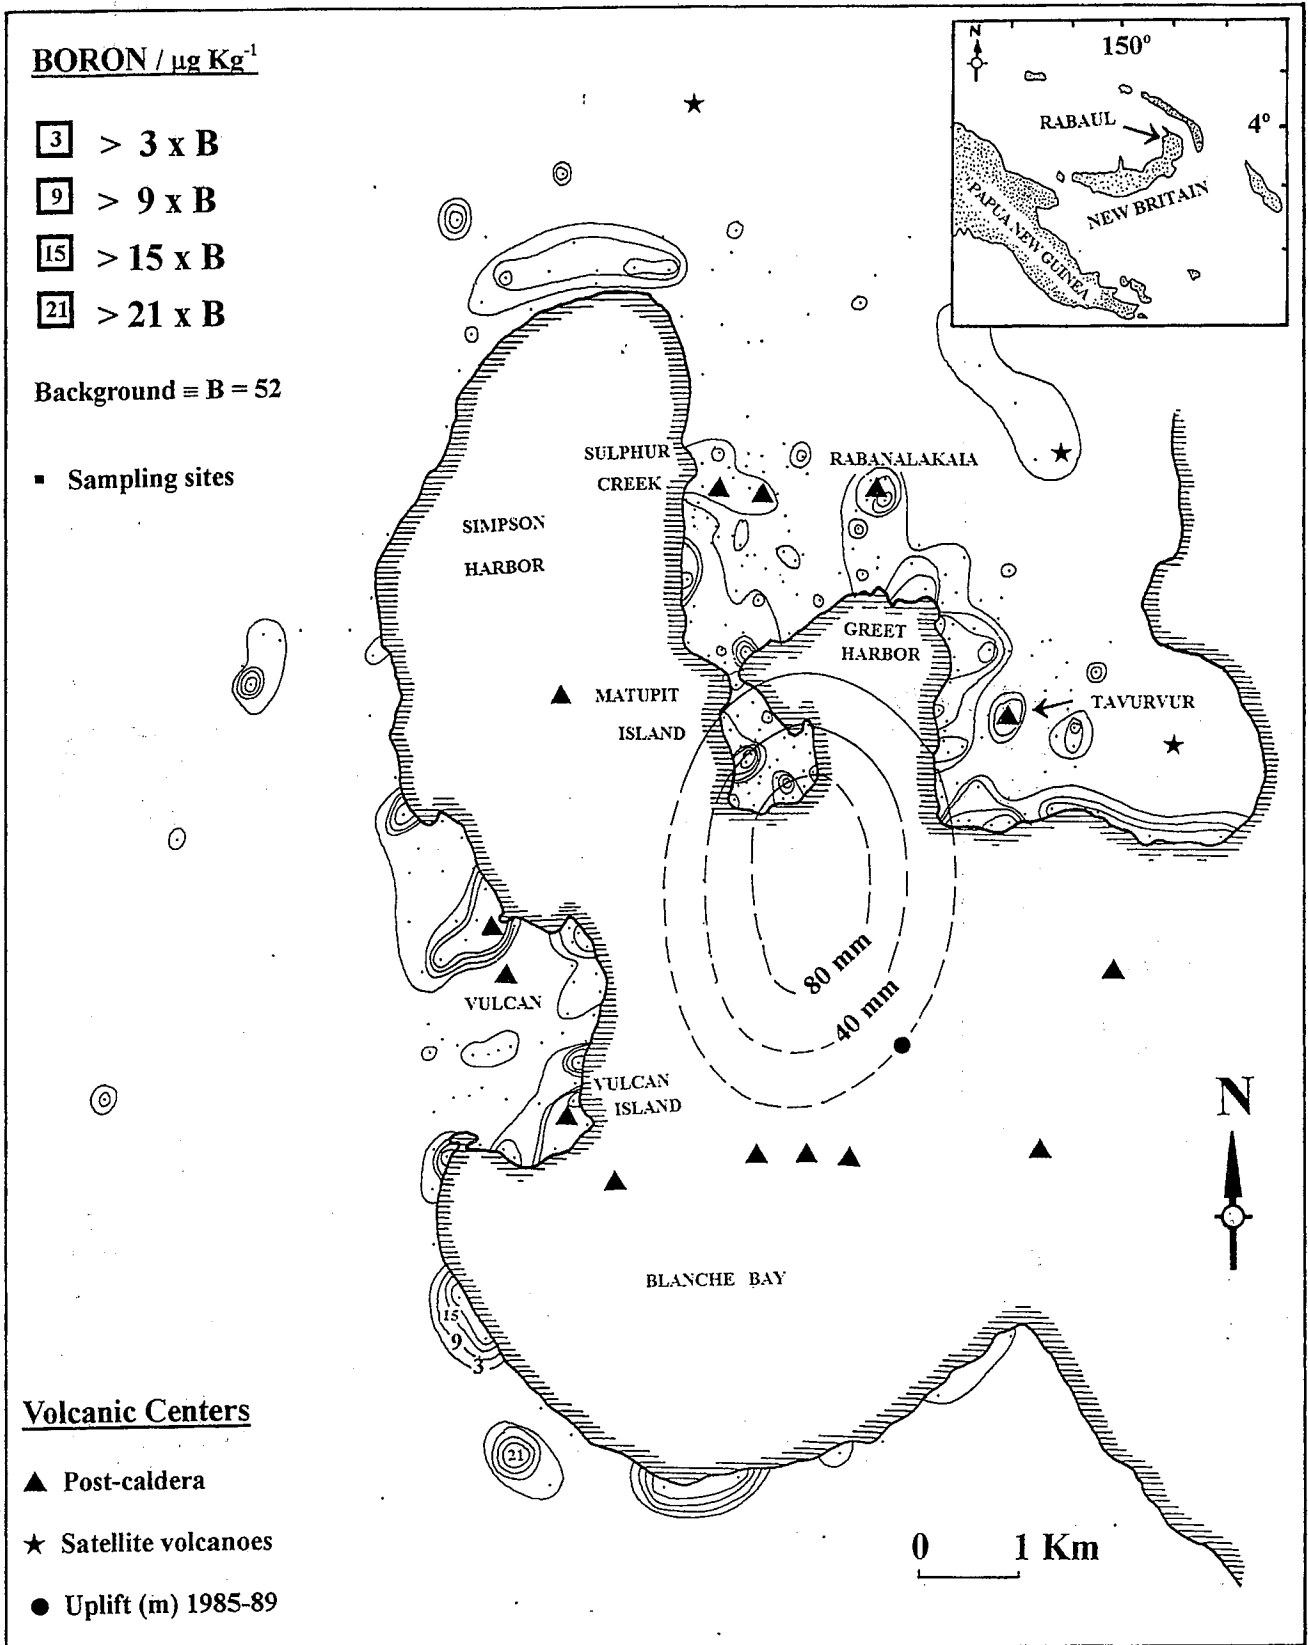 BORON / µg Kg⁻¹
3 > 3 x B
9 > 9 x B
15 > 15 x B
21 > 21 x B
Background ≡ B = 52
Sampling sites
N
150°
4°
RABAUL
NEW BRITAIN
PAPUA NEW GUINEA
SULPHUR
CREEK
RABANALAKAIA
SIMPSON
HARBOR
GREET
HARBOR
MATUPIT
ISLAND
TAVURVUR
80 mm
40 mm
VULCAN
VULCAN
ISLAND
N
BLANCHE BAY
15
9
3
21
Volcanic Centers
Post-caldera
Satellite volcanoes
Uplift (m) 1985-89
0 1 Km